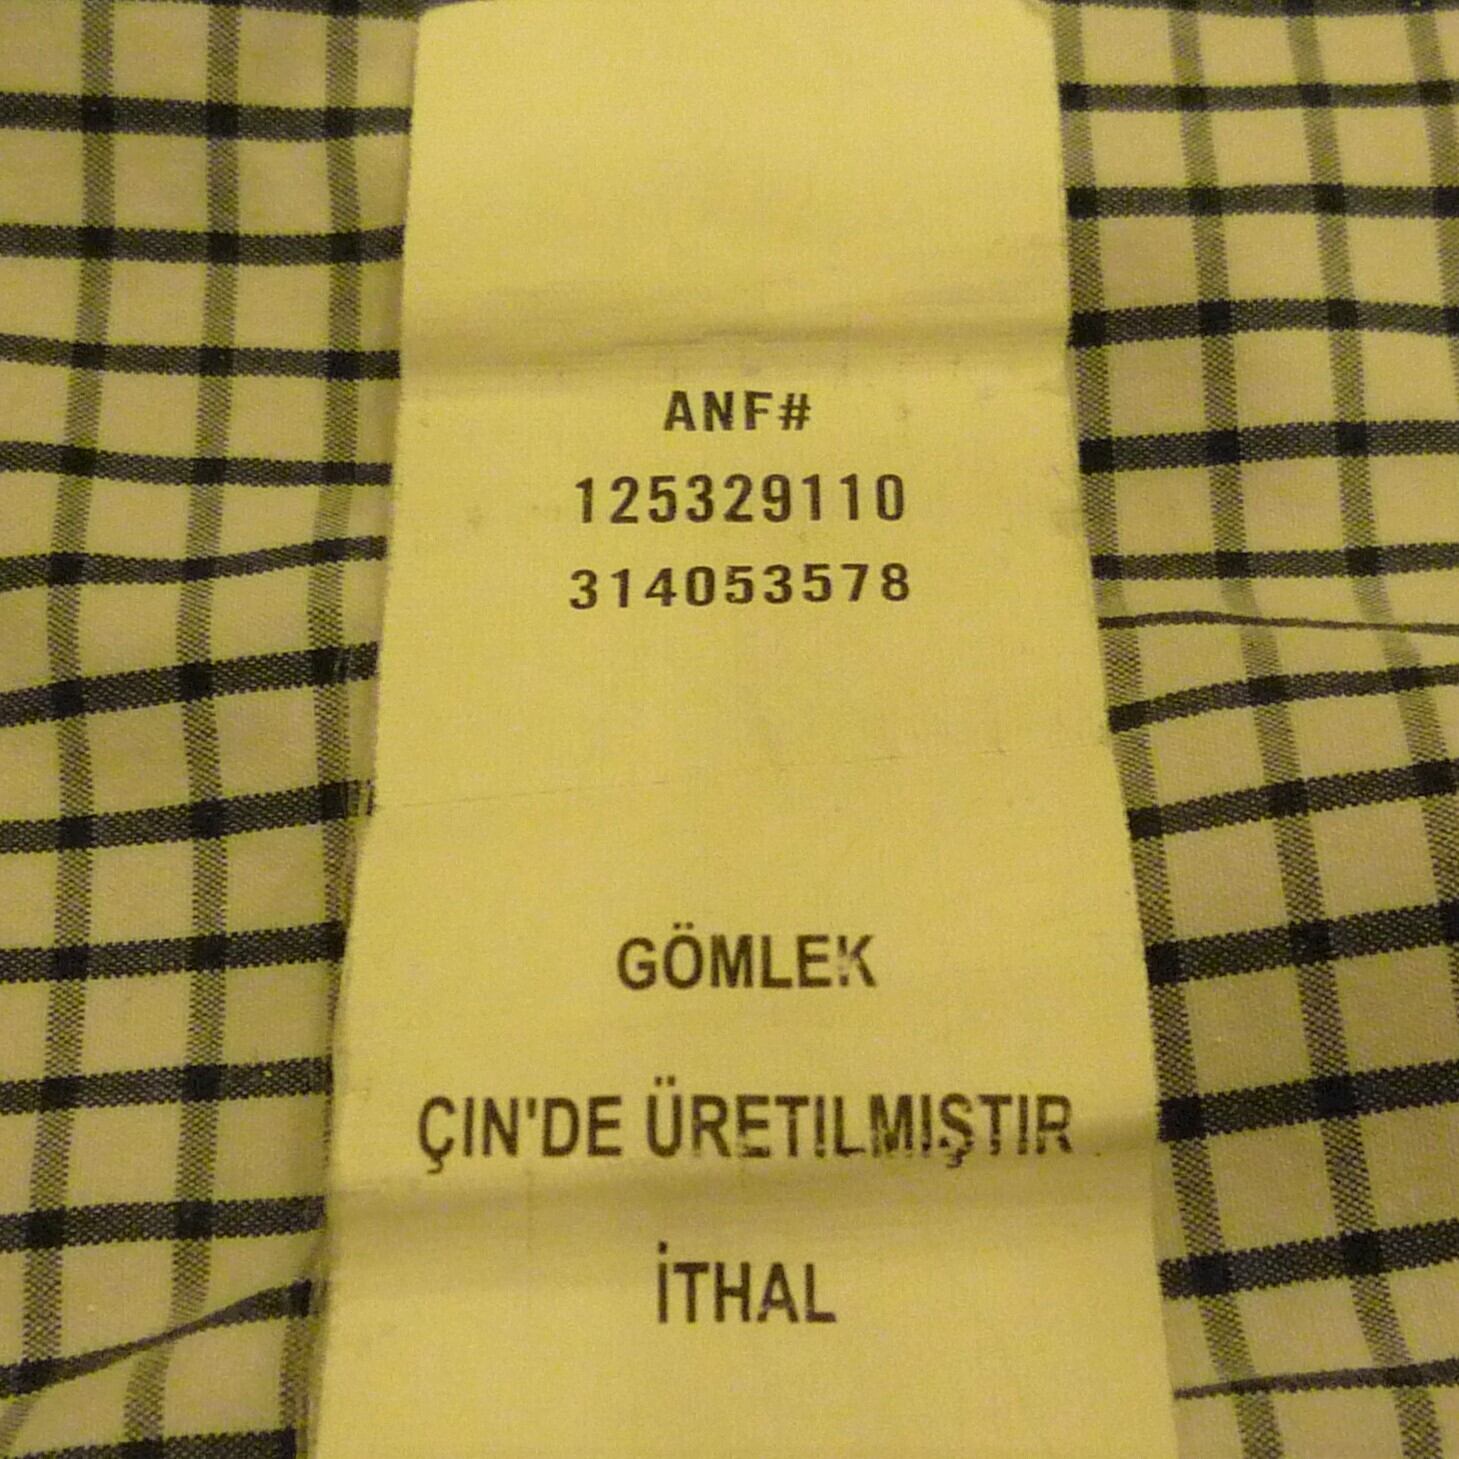 ANF#
125329110
314053578
GÖMLEK
ÇIN'DE ÜRETILMIŞTIR
İTHAL